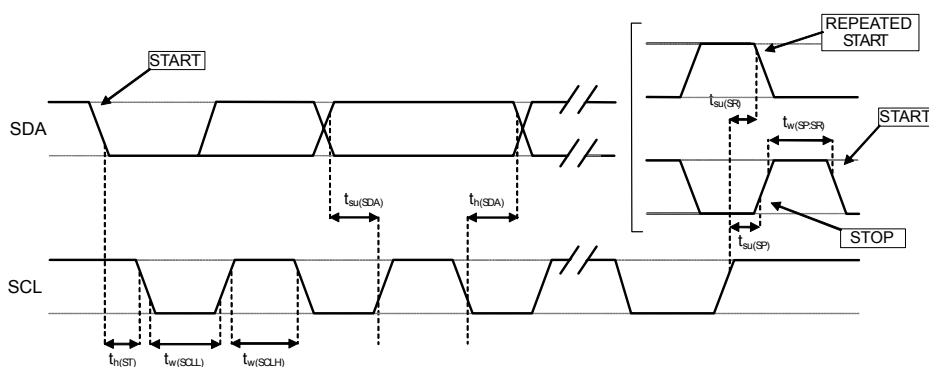 REPEATED
START
START
SDA
t_su(SR)
t_w(SP:SR)
START
t_su(SDA)
t_h(SDA)
t_su(SP)
STOP
SCL
t_h(ST)
t_w(SCLL)
t_w(SCLH)